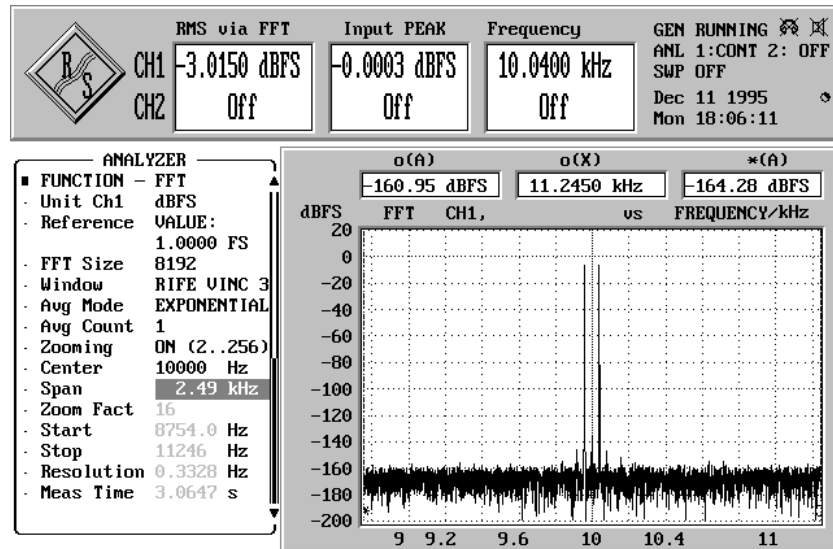 RMS via FFT Input PEAK Frequency
GEN RUNNING
ANL 1:CONT 2: OFF
SWP OFF
Dec 11 1995
Mon 18:06:11
R
S
CH1 -3.0150 dBFS -0.0003 dBFS 10.0400 kHz
CH2 Off Off Off
ANALYZER
FUNCTION - FFT
Unit Ch1 dBFS
Reference VALUE:
1.0000 FS
FFT Size 8192
Window RIFE VINC 3
Avg Mode EXPONENTIAL
Avg Count 1
Zooming ON (2..256)
Center 10000 Hz
Span 2.49 kHz
Zoom Fact 16
Start 8754.0 Hz
Stop 11246 Hz
Resolution 0.3328 Hz
Meas Time 3.0647 s
o(A) o(X) *(A)
-160.95 dBFS 11.2450 kHz -164.28 dBFS
dBFS FFT CH1, vs FREQUENCY/kHz
20
0
-20
-40
-60
-80
-100
-120
-140
-160
-180
-200
9 9.2 9.6 10 10.4 11